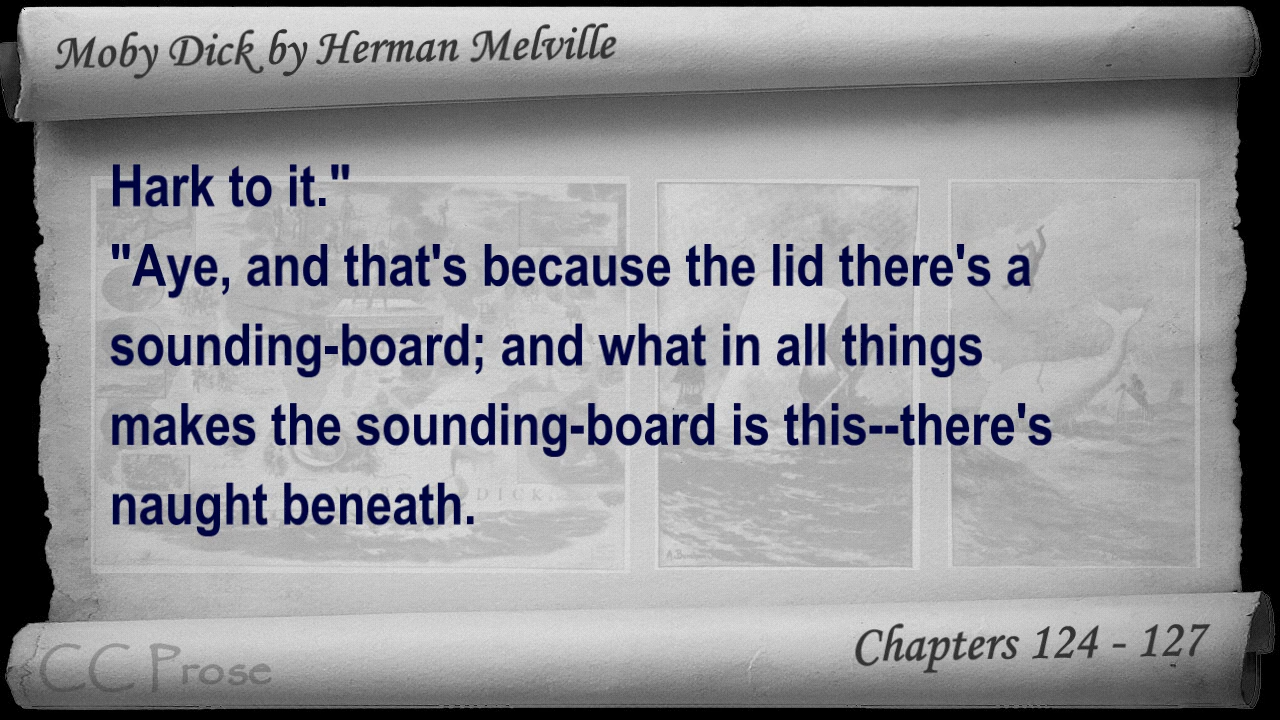 Moby Dick by Herman Melville
Hark to it."
"Aye, and that's because the lid there's a
sounding-board; and what in all things
makes the sounding-board is this--there's
naught beneath.
DICK
Chapters 124 - 127
CC Prose